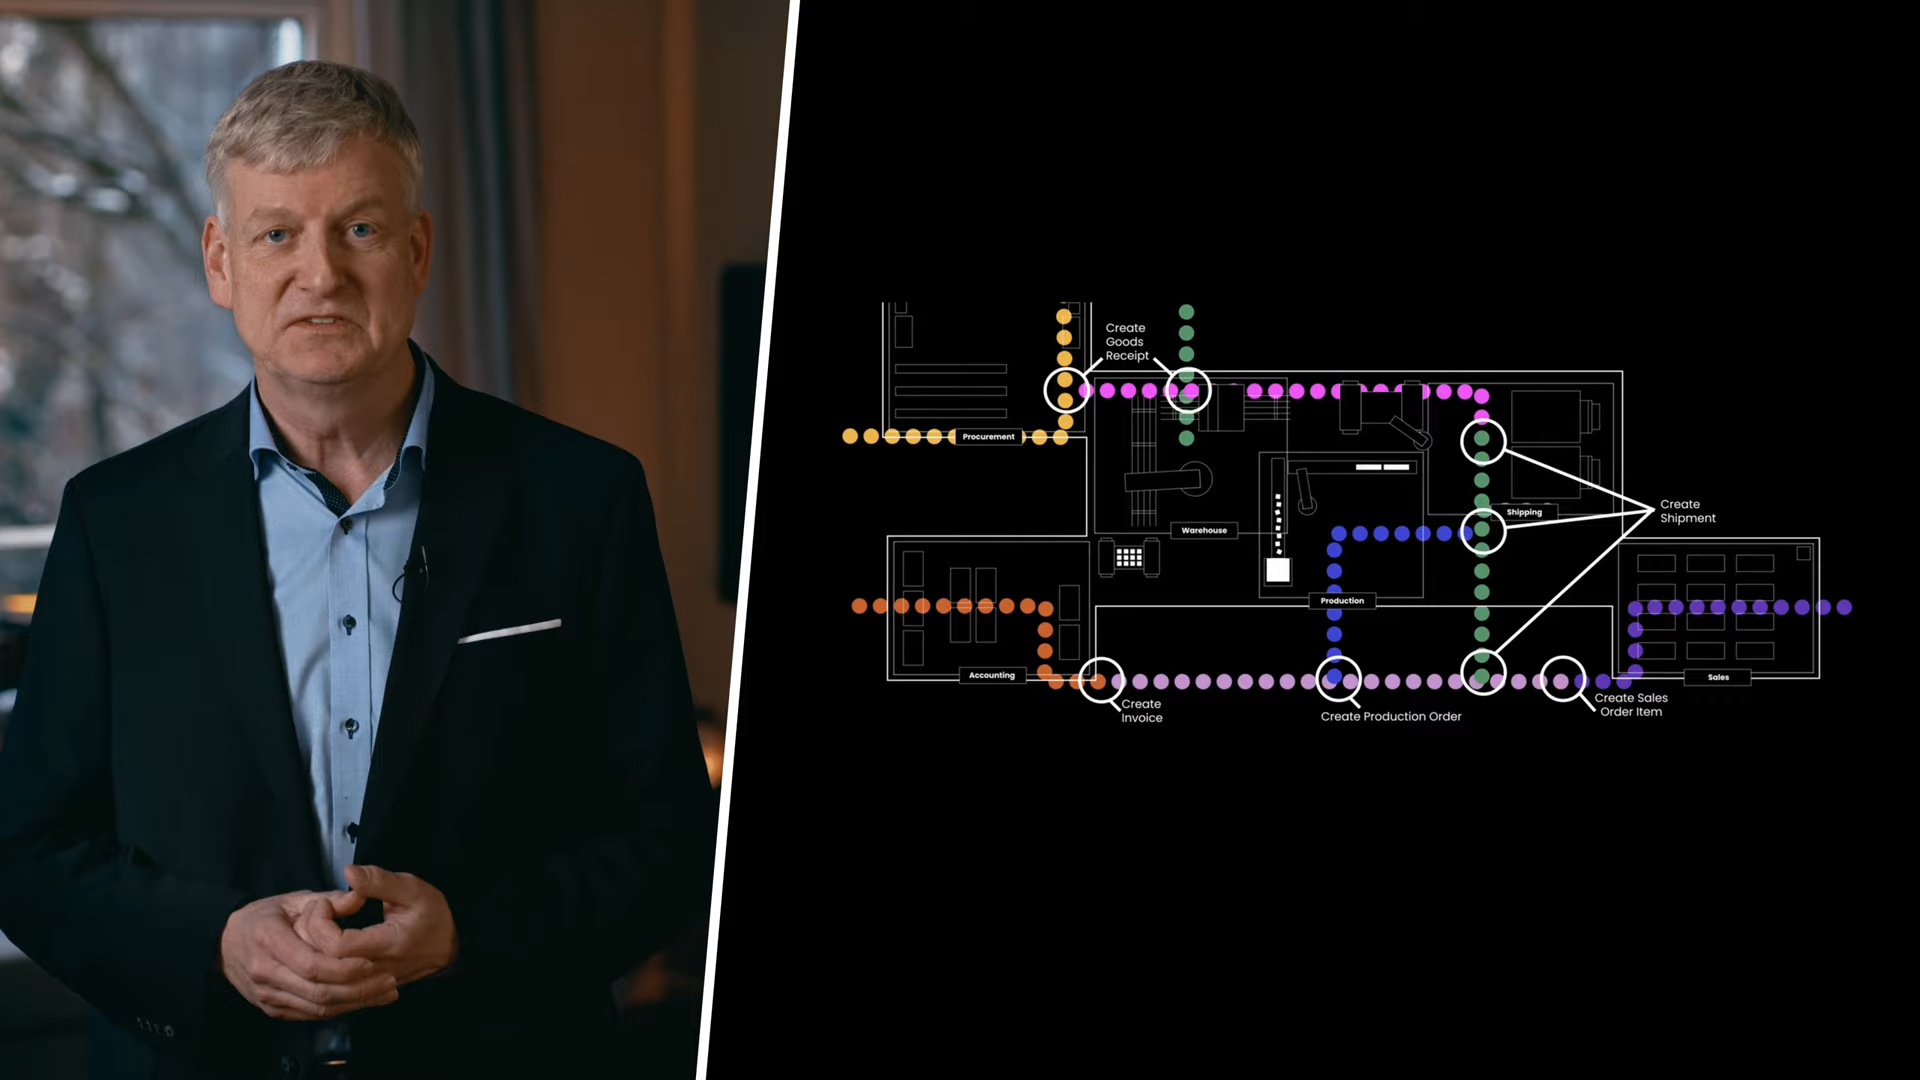 Create
Goods
Receipt
Procurement
Create
Shipment
Shipping
Warehouse
Production
Accounting
Sales
Create
Invoice
Create Production Order
Create Sales
Order Item